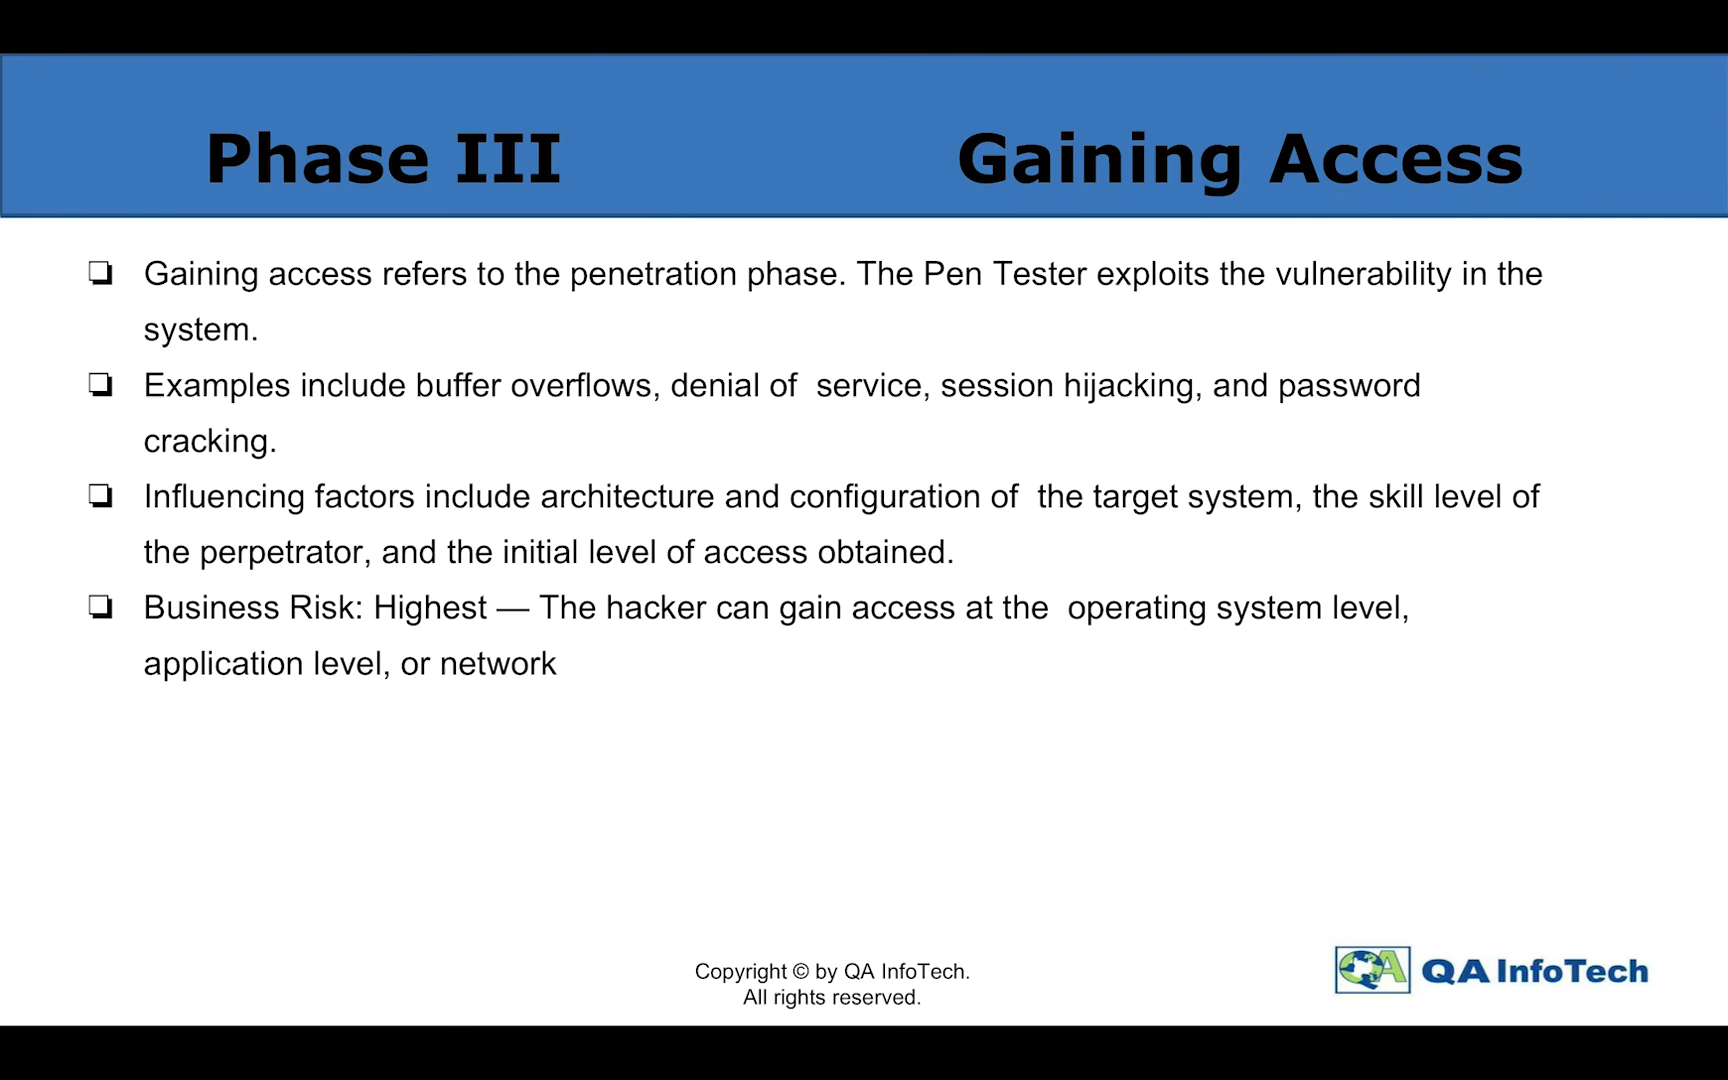 Phase III Gaining Access
❏ Gaining access refers to the penetration phase. The Pen Tester exploits the vulnerability in the
system.
❏ Examples include buffer overflows, denial of  service, session hijacking, and password
cracking.
❏ Influencing factors include architecture and configuration of  the target system, the skill level of
the perpetrator, and the initial level of access obtained.
❏ Business Risk: Highest — The hacker can gain access at the  operating system level,
application level, or network
Copyright © by QA InfoTech.
All rights reserved.
QA QA InfoTech